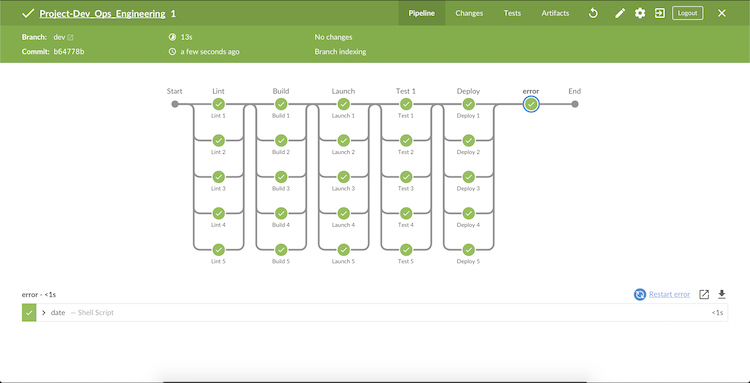 Project-Dev_Ops_Engineering 1
Pipeline Changes Tests Artifacts Logout
Branch: dev 13s No changes
Commit: b64778b a few seconds ago Branch indexing
Start Lint Build Launch Test 1 Deploy error End
Lint 1 Build 1 Launch 1 Test 1 Deploy 1
Lint 2 Build 2 Launch 2 Test 2 Deploy 2
Lint 3 Build 3 Launch 3 Test 3 Deploy 3
Lint 4 Build 4 Launch 4 Test 4 Deploy 4
Lint 5 Build 5 Launch 5 Test 5 Deploy 5
error - <1s Restart error
date — Shell Script <1s